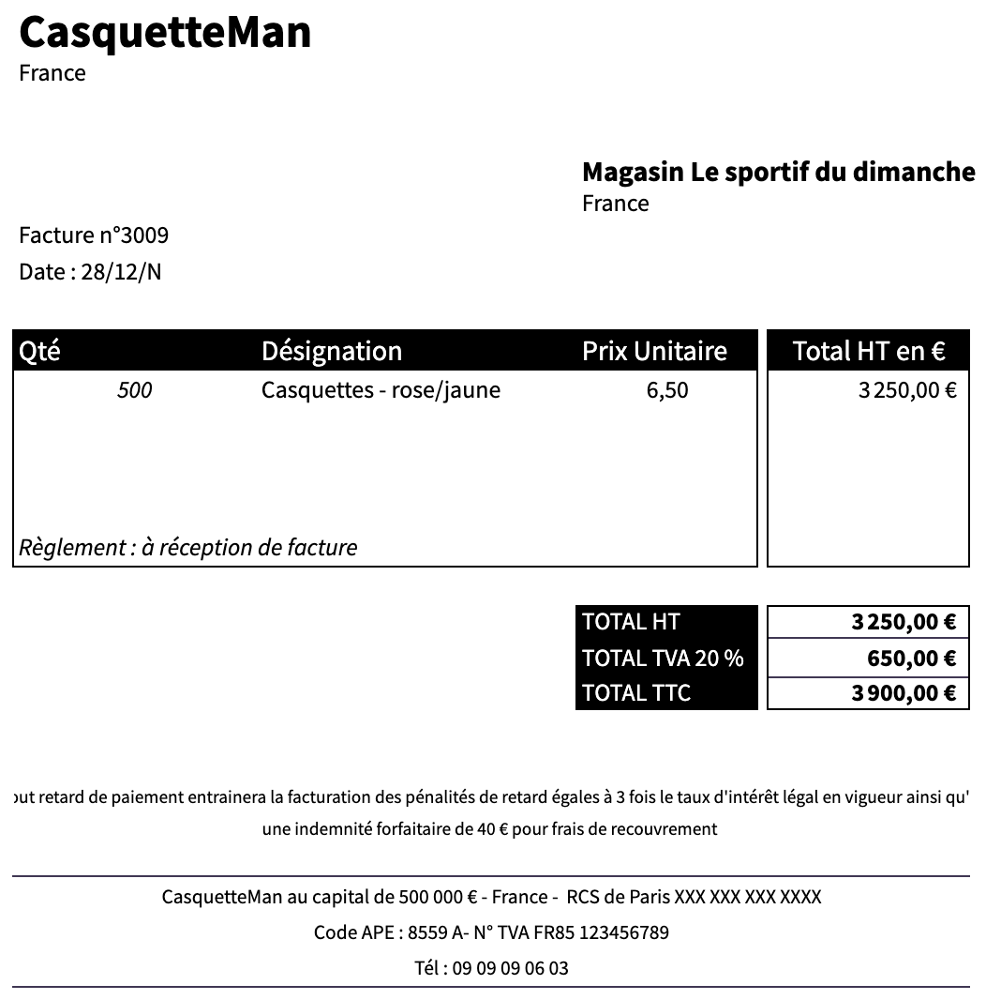 CasquetteMan
France
Magasin Le sportif du dimanche
France
Facture n°3009
Date : 28/12/N
Qté Désignation Prix Unitaire Total HT en €
500 Casquettes - rose/jaune 6,50 3 250,00 €
Règlement : à réception de facture
TOTAL HT 3 250,00 €
TOTAL TVA 20 % 650,00 €
TOTAL TTC 3 900,00 €
out retard de paiement entrainera la facturation des pénalités de retard égales à 3 fois le taux d'intérêt légal en vigueur ainsi qu'
une indemnité forfaitaire de 40 € pour frais de recouvrement
CasquetteMan au capital de 500 000 € - France - RCS de Paris XXX XXX XXX XXXX
Code APE : 8559 A- N° TVA FR85 123456789
Tél : 09 09 09 06 03